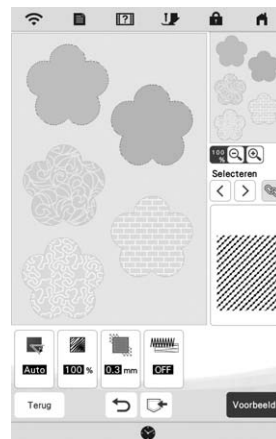 100 %
Selecteren
Auto
100 %
0.3 mm
OFF
Terug
Voorbeeld